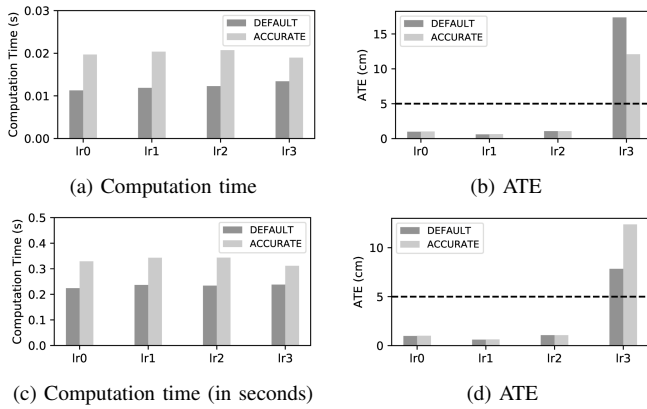 0.03
0.02
0.01
0.00
Computation Time (s)
DEFAULT
ACCURATE
lr0 lr1 lr2 lr3
(a) Computation time
15
10
5
0
ATE (cm)
DEFAULT
ACCURATE
lr0 lr1 lr2 lr3
(b) ATE
0.5
0.4
0.3
0.2
0.1
0.0
Computation Time (s)
DEFAULT
ACCURATE
lr0 lr1 lr2 lr3
(c) Computation time (in seconds)
10
5
0
ATE (cm)
DEFAULT
ACCURATE
lr0 lr1 lr2 lr3
(d) ATE